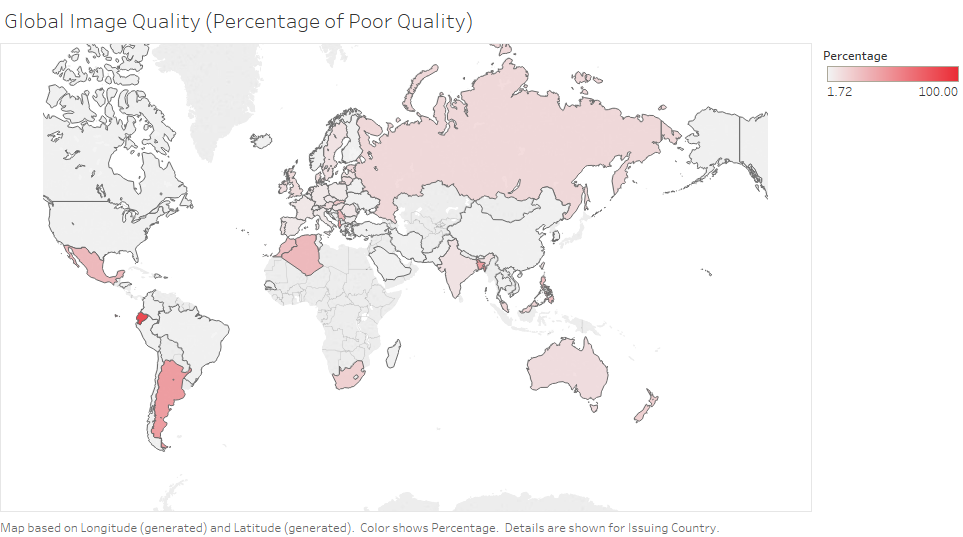 Global Image Quality (Percentage of Poor Quality)
Percentage
1.72 100.00
Map based on Longitude (generated) and Latitude (generated). Color shows Percentage. Details are shown for Issuing Country.